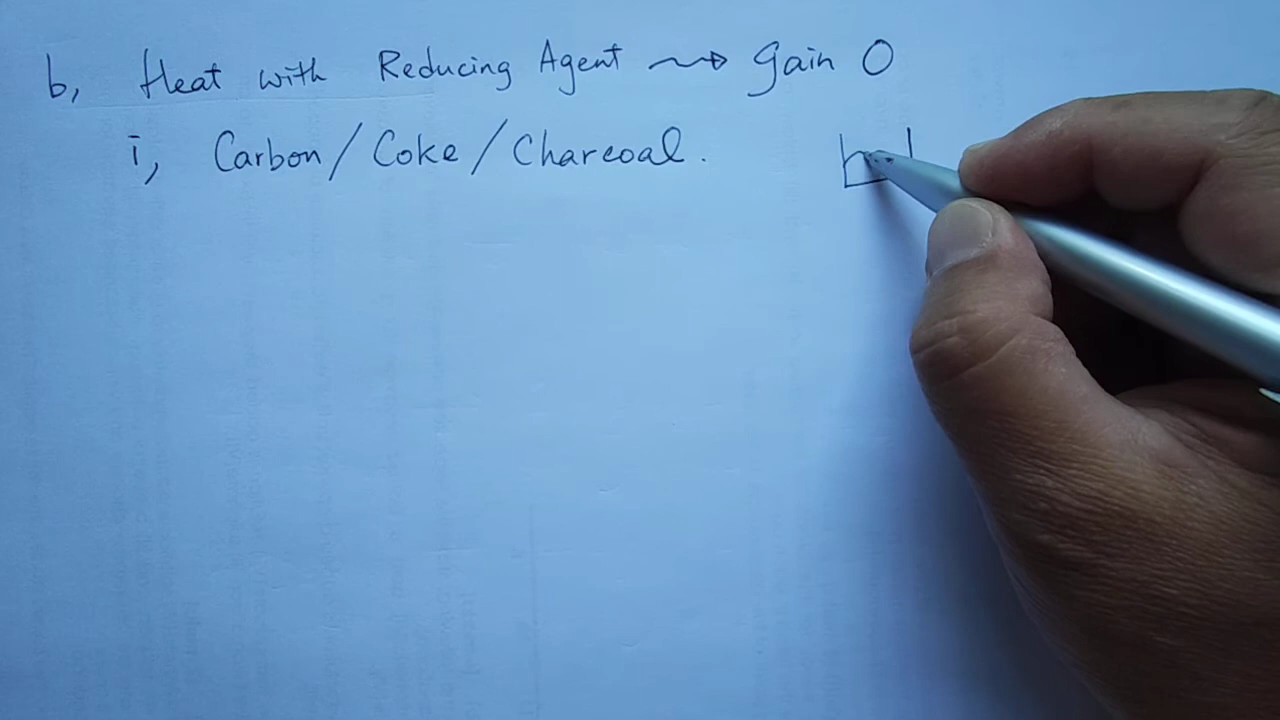 b, Heat with Reducing Agent ⇝ gain O
i, Carbon/Coke/Charcoal.